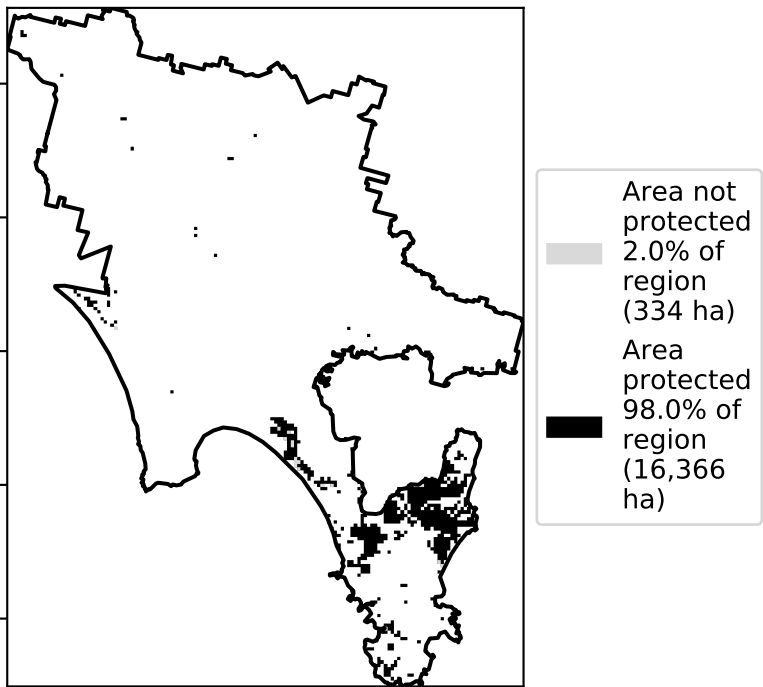 Area not
protected
2.0% of
region
(334 ha)
Area
protected
98.0% of
region
(16,366
ha)